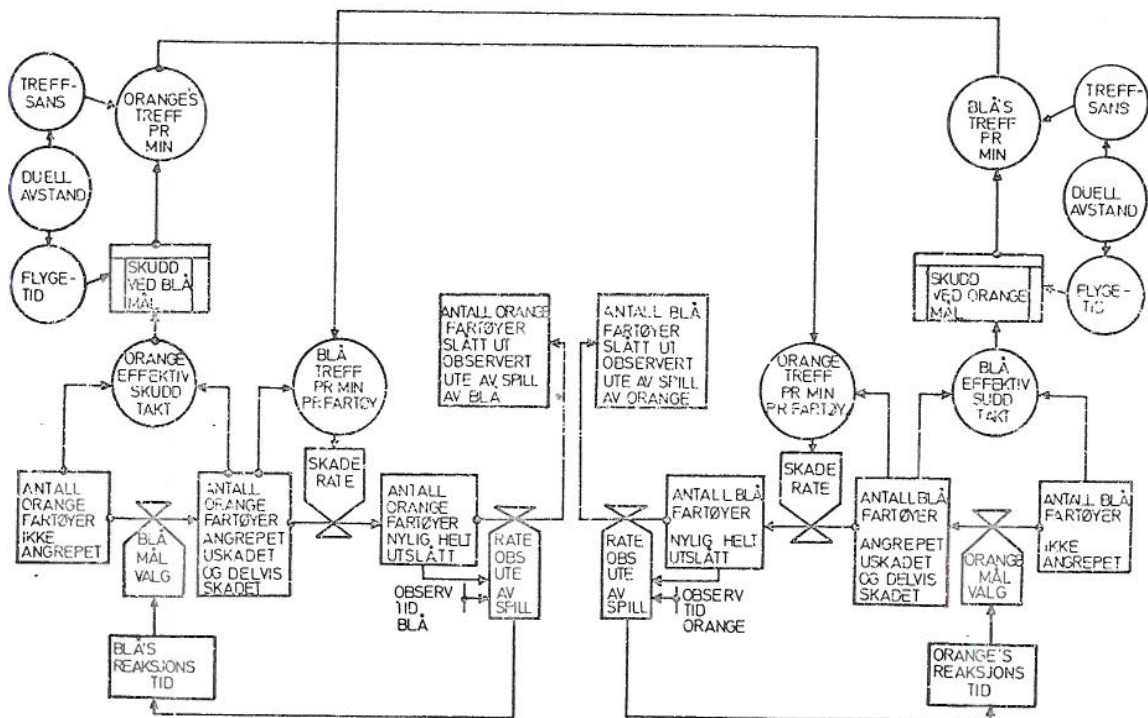 TREFF-
SANS
ORANGE'S
TREFF
PR
MIN
DUELL
AVSTAND
FLYGE-
TID
SKUDD
VED BLÅ
MÅL
ORANGE
EFFEKTIV
SKUDD
TAKT
BLÅ
TREFF
PR MIN
PR FARTØY
SKADE
RATE
ANTALL
ORANGE
FARTØYER
IKKE
ANGREPET
BLÅ
MÅL
VALG
ANTALL
ORANGE
FARTØYER
ANGREPET
USKADET
OG DELVIS
SKADET
ANTALL
ORANGE
FARTØYER
NYLIG HELT
UTSLÅTT
RATE
OBS
UTE
AV
SPILL
OBSERV
TID
BLÅ
BLÅ'S
REAKSJONS
TID
ANTALL ORANGE
FARTØYER
SLÅTT UT
OBSERVERT
UTE AV SPILL
AV BLÅ
ANTALL BLÅ
FARTØYER
SLÅTT UT
OBSERVERT
UTE AV SPILL
AV ORANGE
BLÅ'S
TREFF
PR
MIN
TREFF-
SANS
DUELL
AVSTAND
FLYGE-
TID
SKUDD
VED ORANGE
MÅL
BLÅ
EFFEKTIV
SUDD
TAKT
ORANGE
TREFF
PR MIN
PR FARTØY
SKADE
RATE
RATE
OBS
UTE
AV
SPILL
ANTALL BLÅ
FARTØYER
NYLIG HELT
UTSLÅTT
OBSERV
TID
ORANGE
ANTALL BLÅ
FARTØYER
ANGREPET
USKADET
OG DELVIS
SKADET
ORANGE
MÅL
VALG
ANTALL BLÅ
FARTØYER
IKKE
ANGREPET
ORANGE'S
REAKSJONS
TID